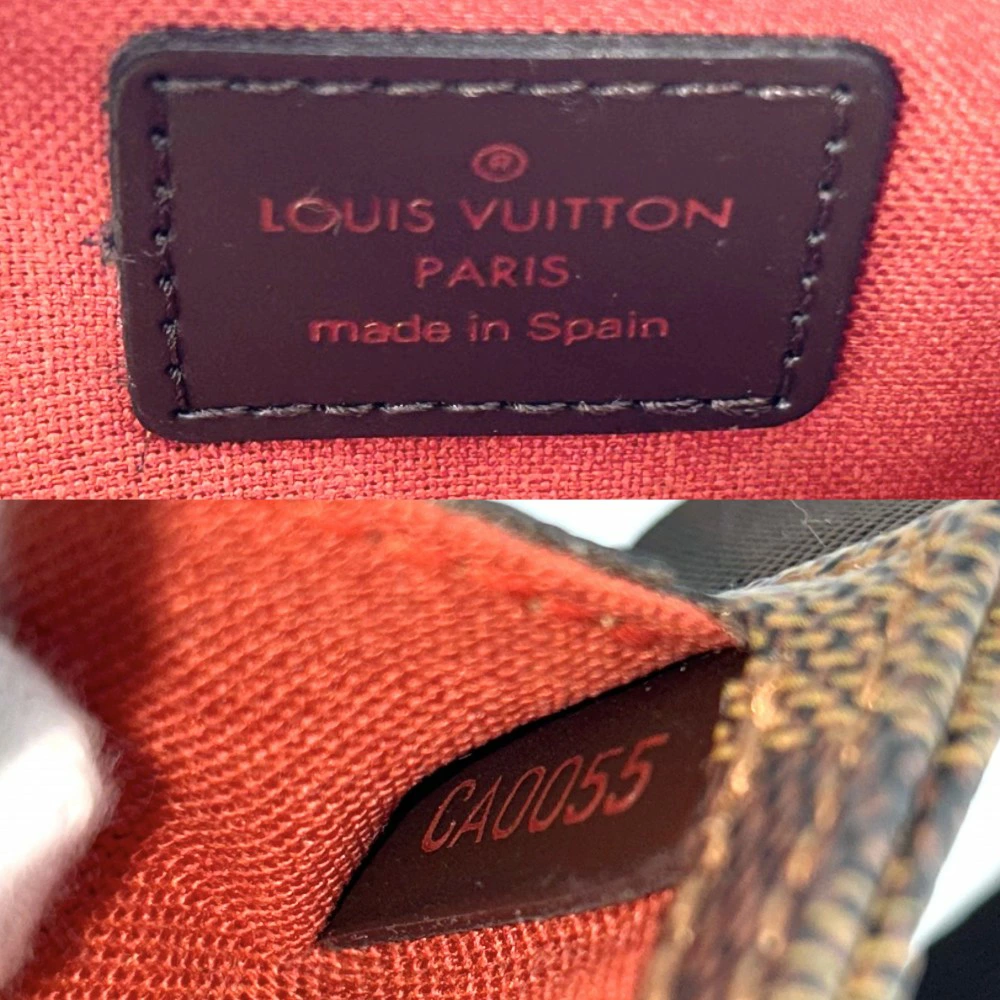 ®
LOUIS VUITTON
PARIS
made in Spain
CA0055